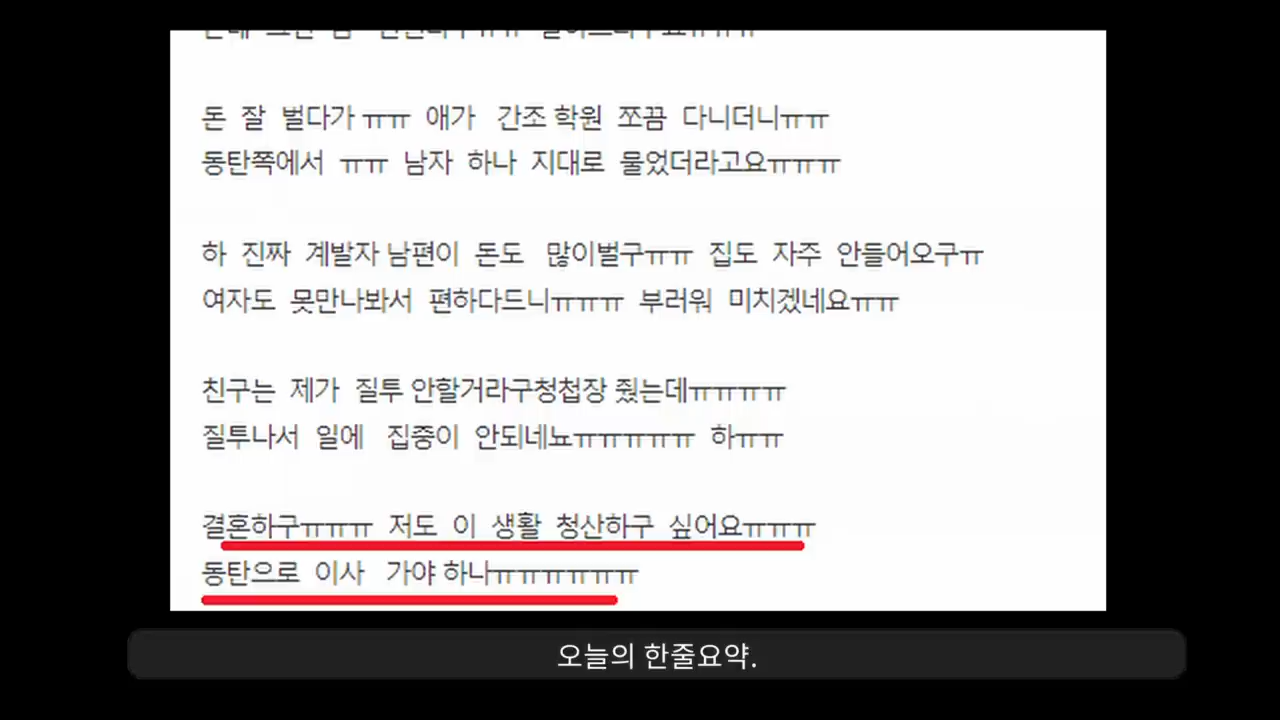 돈 잘 벌다가 ㅠㅠ 애가 간조 학원 쪼끔 다니더니ㅠㅠ
동탄쪽에서 ㅠㅠ 남자 하나 지대로 물었더라고요ㅠㅠㅠ
하 진짜 계발자 남편이 돈도 많이벌구ㅠㅠ 집도 자주 안들어오구ㅠ
여자도 못만나봐서 편하다드니ㅠㅠㅠ 부러워 미치겠네요ㅠㅠ
친구는 제가 질투 안할거라구청첩장 줬는데ㅠㅠㅠㅠ
질투나서 일에 집중이 안되네뇨ㅠㅠㅠㅠㅠ 하ㅠㅠ
결혼하구ㅠㅠㅠ 저도 이 생활 청산하구 싶어요ㅠㅠㅠ
동탄으로 이사 가야 하나ㅠㅠㅠㅠㅠㅠ
오늘의 한줄요약.